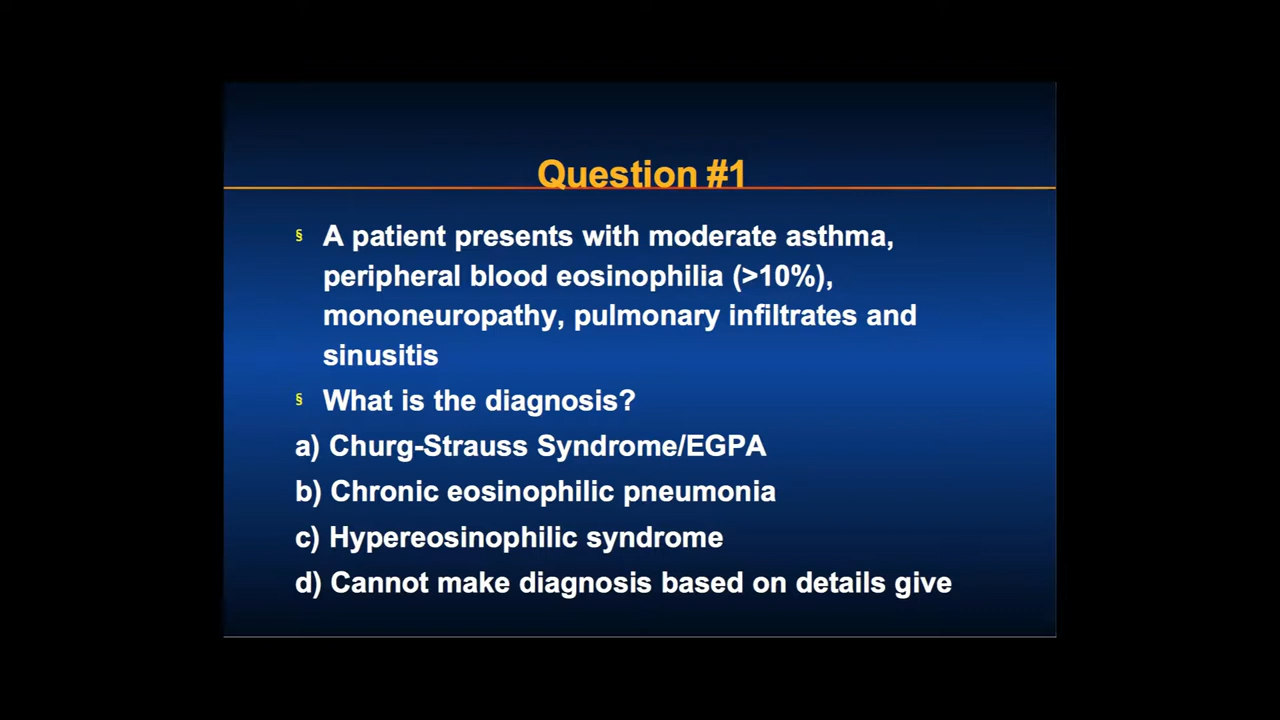 Question #1
§ A patient presents with moderate asthma,
peripheral blood eosinophilia (>10%),
mononeuropathy, pulmonary infiltrates and
sinusitis
§ What is the diagnosis?
a) Churg-Strauss Syndrome/EGPA
b) Chronic eosinophilic pneumonia
c) Hypereosinophilic syndrome
d) Cannot make diagnosis based on details give